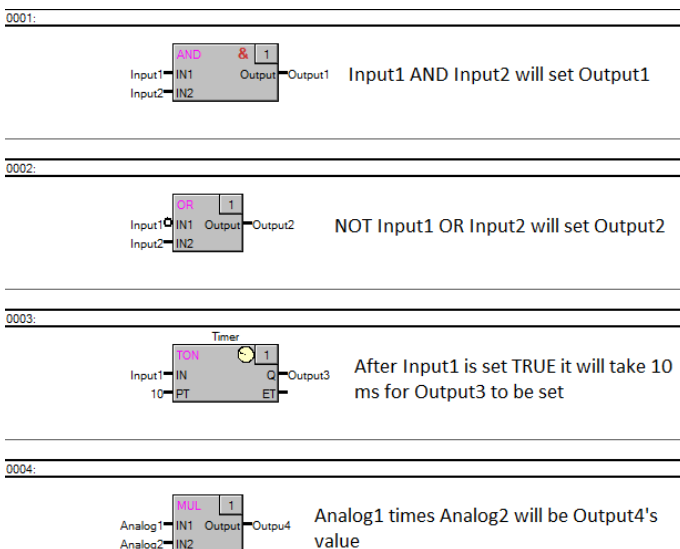 0001:
AND & 1
Input1 IN1 Output Output1
Input2 IN2
Input1 AND Input2 will set Output1
0002:
OR 1
Input1 IN1 Output Output2
Input2 IN2
NOT Input1 OR Input2 will set Output2
0003:
Timer
TON 1
Input1 IN Q Output3
10 PT ET
After Input1 is set TRUE it will take 10
ms for Output3 to be set
0004:
MUL 1
Analog1 IN1 Output Outpu4
Analog2 IN2
Analog1 times Analog2 will be Output4's
value